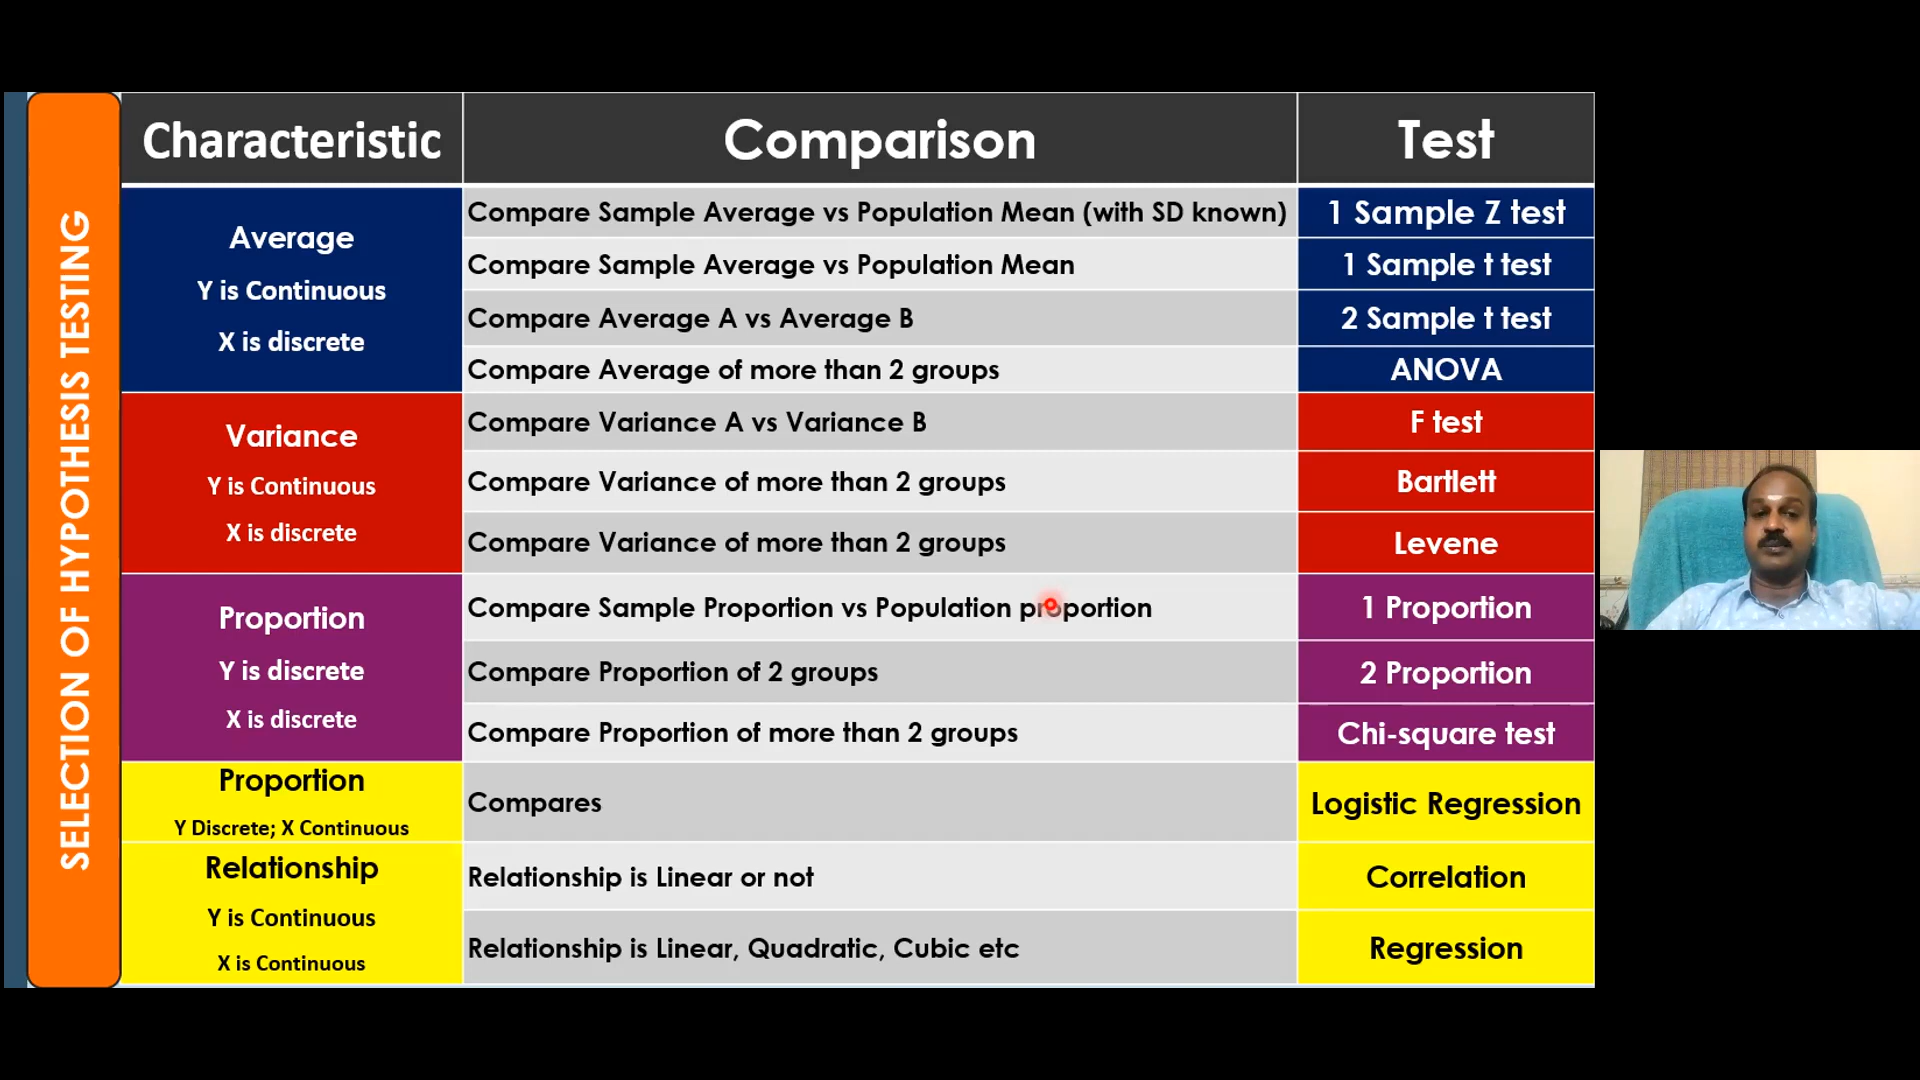 SELECTION OF HYPOTHESIS TESTING
Characteristic Comparison Test
Average
Y is Continuous
X is discrete
Compare Sample Average vs Population Mean (with SD known) 1 Sample Z test
Compare Sample Average vs Population Mean 1 Sample t test
Compare Average A vs Average B 2 Sample t test
Compare Average of more than 2 groups ANOVA
Variance
Y is Continuous
X is discrete
Compare Variance A vs Variance B F test
Compare Variance of more than 2 groups Bartlett
Compare Variance of more than 2 groups Levene
Proportion
Y is discrete
X is discrete
Compare Sample Proportion vs Population proportion 1 Proportion
Compare Proportion of 2 groups 2 Proportion
Compare Proportion of more than 2 groups Chi-square test
Proportion
Y Discrete; X Continuous
Compares Logistic Regression
Relationship
Y is Continuous
X is Continuous
Relationship is Linear or not Correlation
Relationship is Linear, Quadratic, Cubic etc Regression